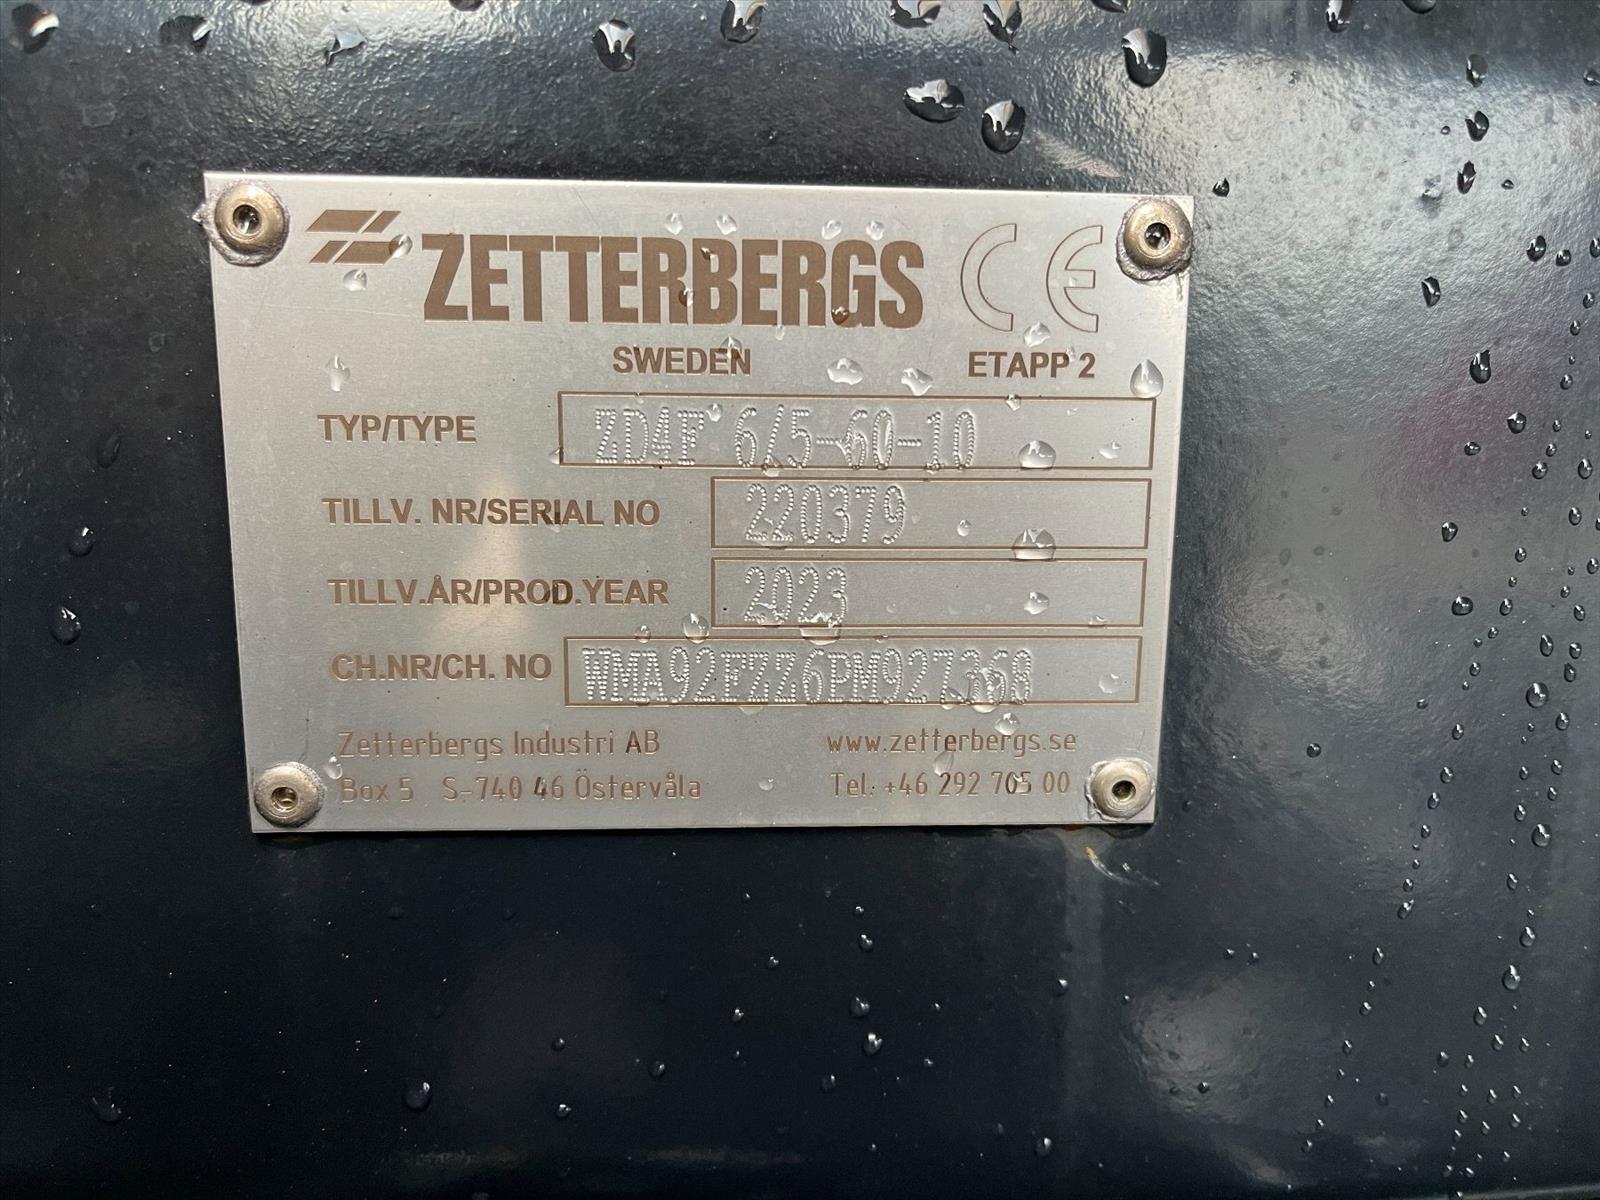 ZETTERBERGS CE
SWEDEN ETAPP 2
TYP/TYPE ZD4F 6/5-60-10
TILLV. NR/SERIAL NO 220379
TILLV.ÅR/PROD.YEAR 2023
CH.NR/CH. NO WMA92FZZ6PM927368
Zetterbergs Industri AB www.zetterbergs.se
Box 5 S-740 46 Östervåla Tel: +46 292 705 00